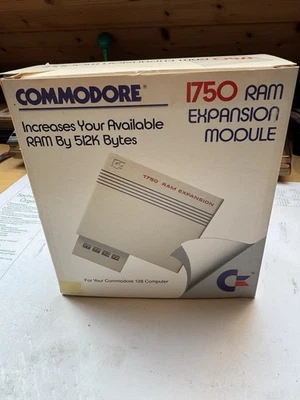 COMMODORE®
1750 RAM
EXPANSION
MODULE
Increases Your Available
RAM By 512K Bytes
1750 RAM EXPANSION
For Your Commodore 128 Computer